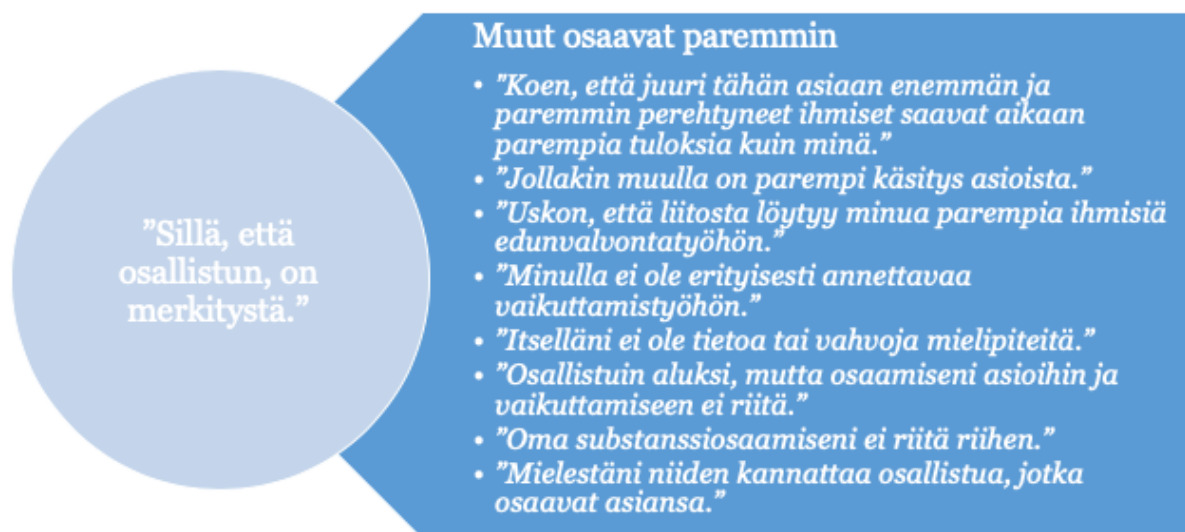 ”Sillä, että
osallistun, on
merkitystä.”
Muut osaavat paremmin
• ”Koen, että juuri tähän asiaan enemmän ja
paremmin perehtyneet ihmiset saavat aikaan
parempia tuloksia kuin minä.”
• ”Jollakin muulla on parempi käsitys asioista.”
• ”Uskon, että liitosta löytyy minua parempia ihmisiä
edunvalvontatyöhön.”
• ”Minulla ei ole erityisesti annettavaa
vaikuttamistyöhön.”
• ”Itselläni ei ole tietoa tai vahvoja mielipiteitä.”
• ”Osallistuin aluksi, mutta osaamiseni asioihin ja
vaikuttamiseen ei riitä.”
• ”Oma substanssiosaamiseni ei riitä riihen.”
• ”Mielestäni niiden kannattaa osallistua, jotka
osaavat asiansa.”